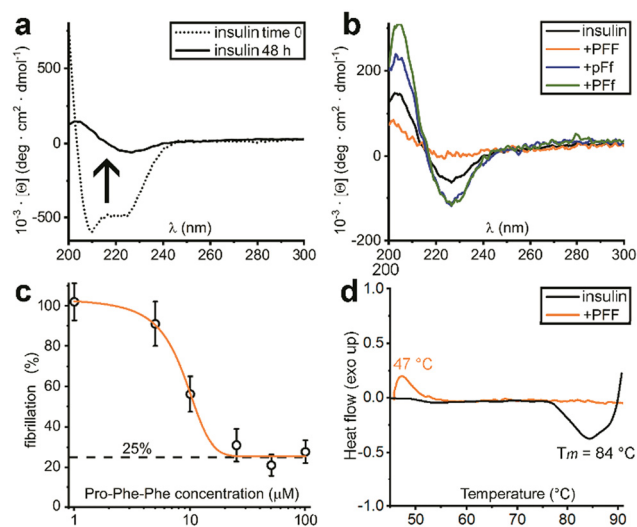 a
insulin time 0
insulin 48 h
10⁻³ · [Θ] (deg · cm² · dmol⁻¹)
500
0
-500
λ (nm)
200 220 240 260 280 300
b
insulin
+PFF
+pFf
+PFf
10⁻³ · [Θ] (deg · cm² · dmol⁻¹)
200
0
-200
λ (nm)
200 220 240 260 280 300
200
c
fibrillation (%)
100
80
60
40
20
0
25%
Pro-Phe-Phe concentration (μM)
1 10 100
d
insulin
+PFF
Heat flow (exo up)
1.0
0.5
0.0
-0.5
-1.0
47 °C
Tm = 84 °C
Temperature (°C)
50 60 70 80 90